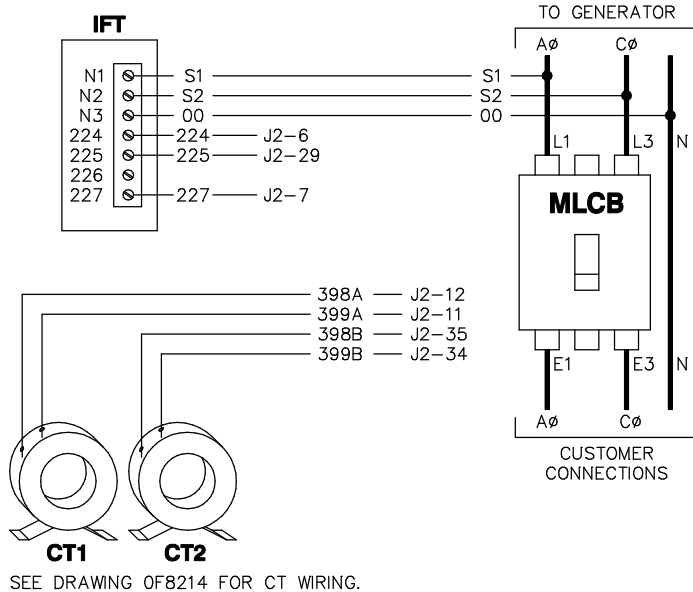 TO GENERATOR
IFT
AØ CØ
N1 S1 S1
N2 S2 S2
N3 00 00
224 224 J2-6
225 225 J2-29
226
227 227 J2-7
L1 L3 N
MLCB
398A J2-12
399A J2-11
398B J2-35
399B J2-34
E1 E3 N
AØ CØ
CUSTOMER
CONNECTIONS
CT1 CT2
SEE DRAWING 0F8214 FOR CT WIRING.